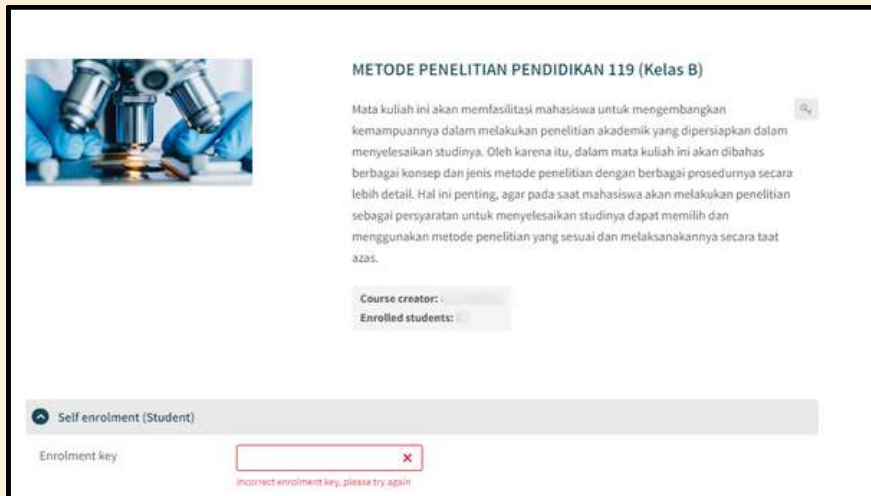 METODE PENELITIAN PENDIDIKAN 119 (Kelas B)
Mata kuliah ini akan memfasilitasi mahasiswa untuk mengembangkan
kemampuannya dalam melakukan penelitian akademik yang dipersiapkan dalam
menyelesaikan studinya. Oleh karena itu, dalam mata kuliah ini akan dibahas
berbagai konsep dan jenis metode penelitian dengan berbagai prosedurnya secara
lebih detail. Hal ini penting, agar pada saat mahasiswa akan melakukan penelitian
sebagai persyaratan untuk menyelesaikan studinya dapat memilih dan
menggunakan metode penelitian yang sesuai dan melaksanakannya secara taat
azas.
Course creator:
Enrolled students:
Self enrolment (Student)
Enrolment key
Incorrect enrolment key, please try again